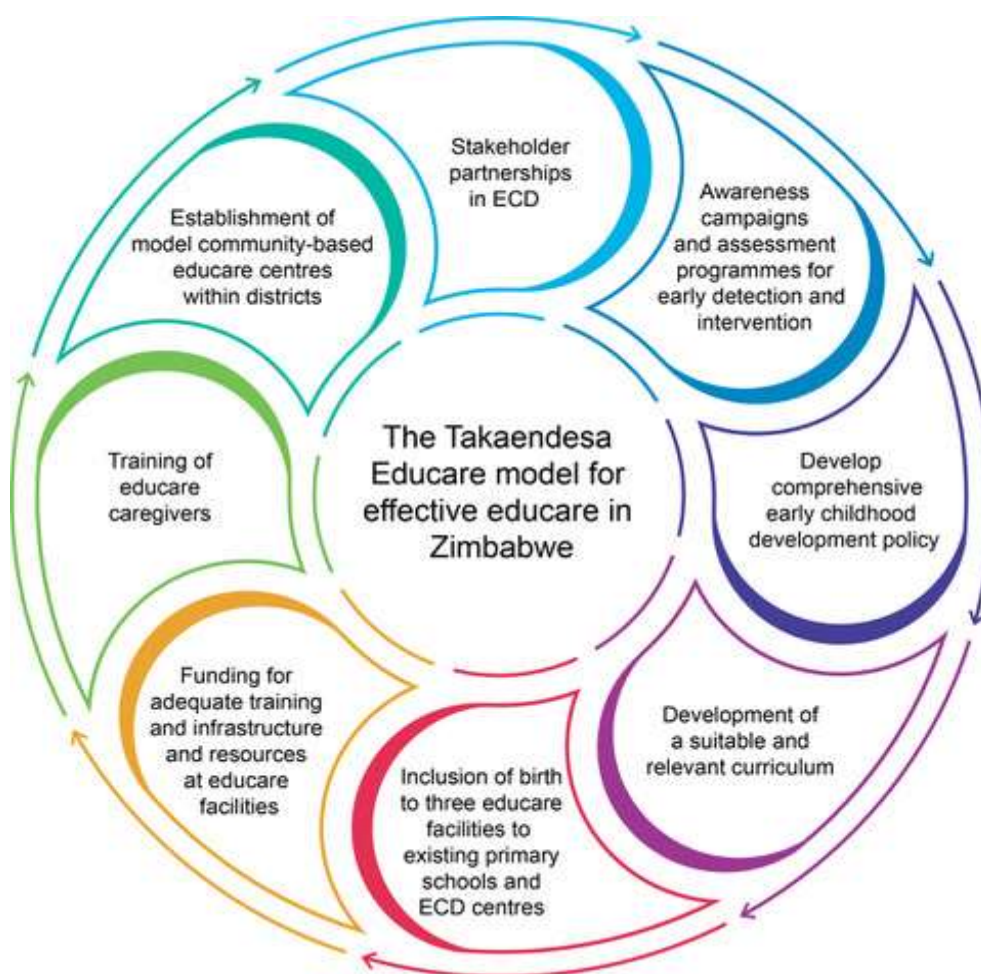 Stakeholder
partnerships
in ECD
Awareness
campaigns
and assessment
programmes for
early detection and
intervention
Develop
comprehensive
early childhood
development policy
Development of
a suitable and
relevant curriculum
Inclusion of birth
to three educare
facilities to
existing primary
schools and
ECD centres
Funding for
adequate training
and infrastructure
and resources
at educare
facilities
Training of
educare
caregivers
Establishment of
model community-based
educare centres
within districts
The Takaendesa
Educare model for
effective educare in
Zimbabwe